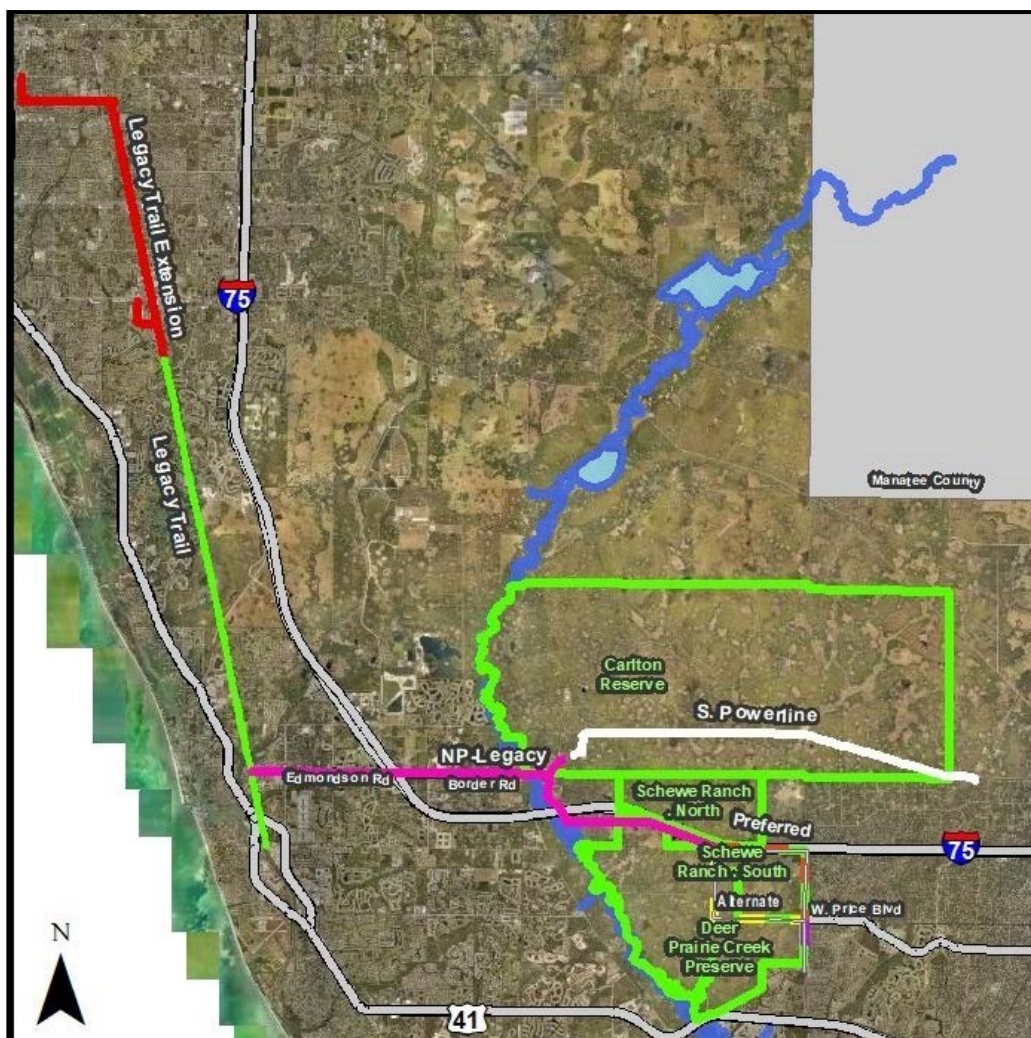 Legacy Trail Extension
75
Legacy Trail
Manatee County
Carlton
Reserve
S. Powerline
NP-Legacy
Edmondson Rd
Border Rd
Schewe Ranch
North
Preferred
75
Schewe
Ranch - South
Alternate
W. Price Blvd
Deer
Prairie Creek
Preserve
N
41